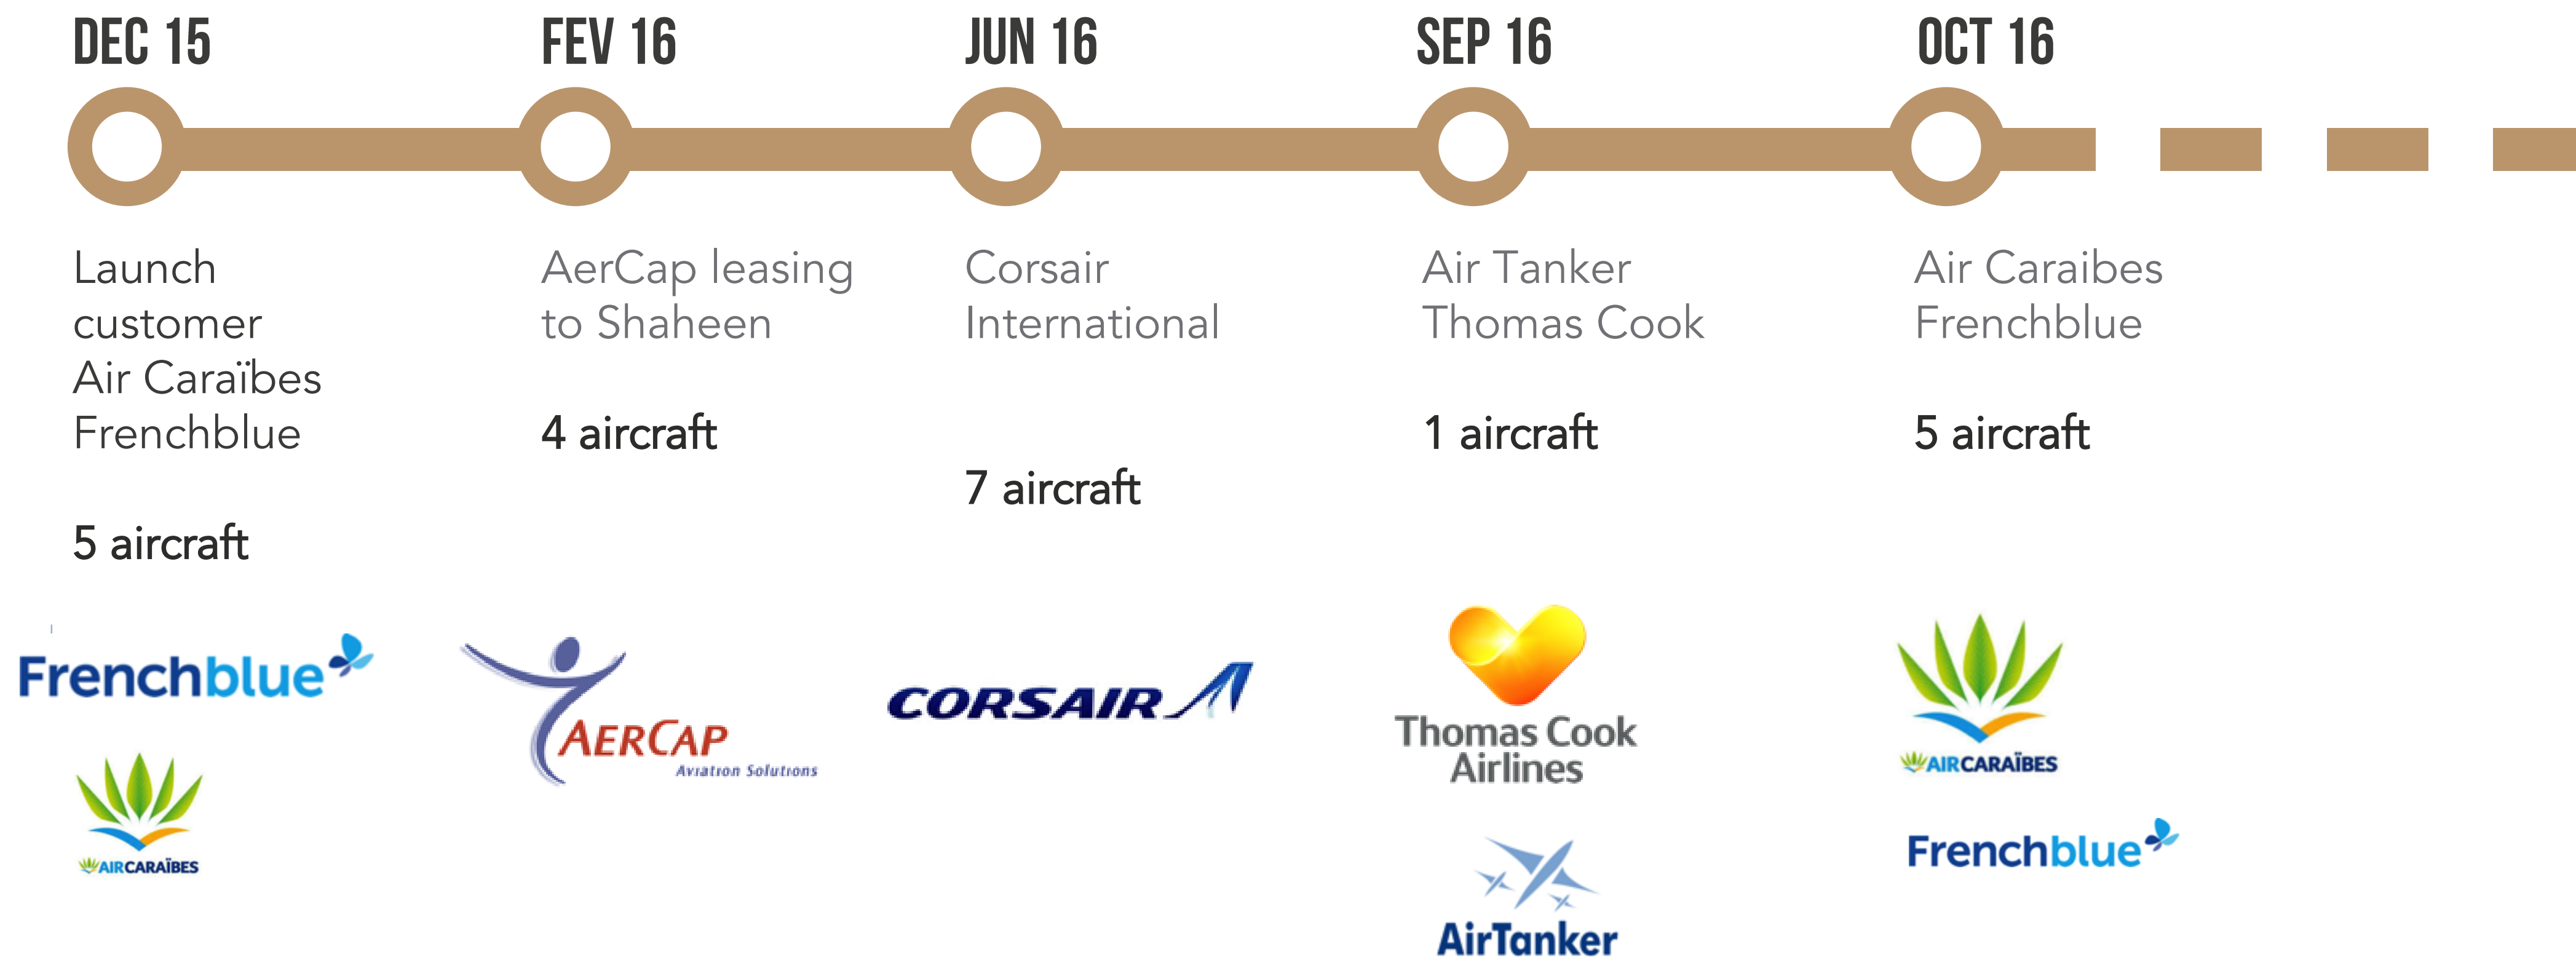 DEC 15
FEV 16
JUN 16
SEP 16
OCT 16
Launch
customer
Air Caraïbes
Frenchblue
5 aircraft
AerCap leasing
to Shaheen
4 aircraft
Corsair
International
7 aircraft
Air Tanker
Thomas Cook
1 aircraft
Air Caraibes
Frenchblue
5 aircraft
Frenchblue
AIRCARAÏBES
AERCAP
Aviation Solutions
CORSAIR
Thomas Cook
Airlines
AirTanker
AIRCARAÏBES
Frenchblue